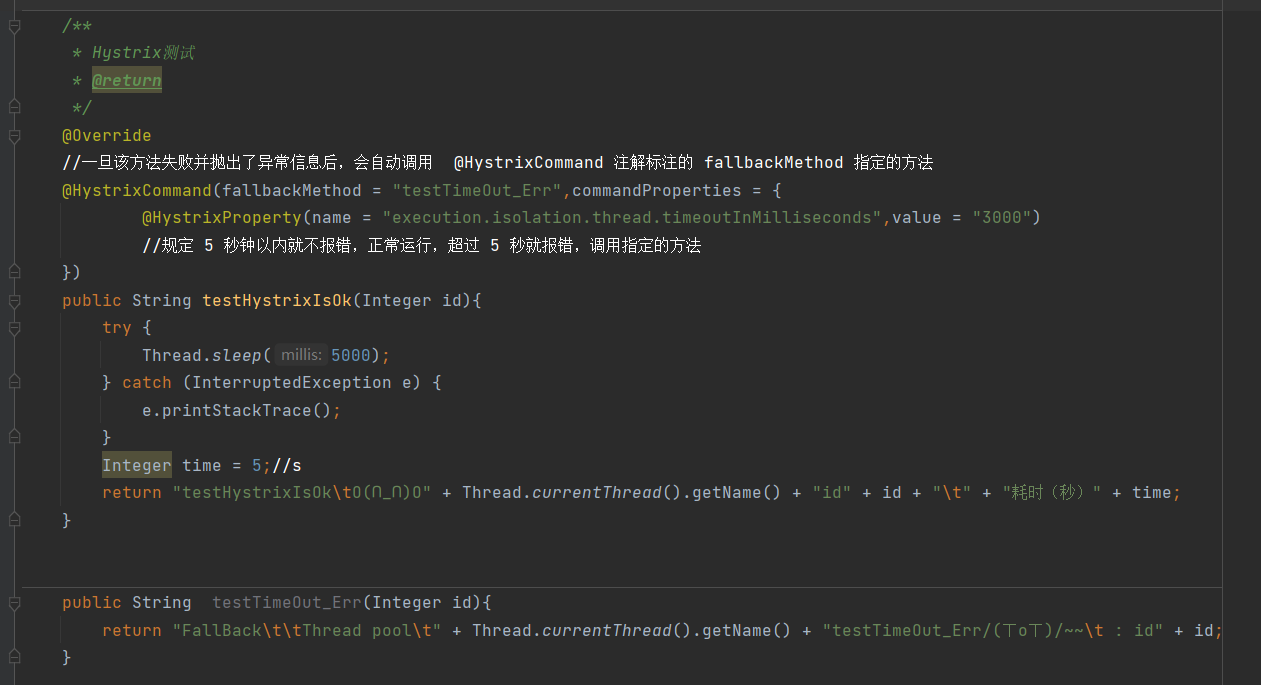 /**
 * Hystrix测试
 * @return
 */
@Override
//一旦该方法失败并抛出了异常信息后，会自动调用  @HystrixCommand 注解标注的 fallbackMethod 指定的方法
@HystrixCommand(fallbackMethod = "testTimeOut_Err",commandProperties = {
        @HystrixProperty(name = "execution.isolation.thread.timeoutInMilliseconds",value = "3000")
        //规定 5 秒钟以内就不报错，正常运行，超过 5 秒就报错，调用指定的方法
})
public String testHystrixIsOk(Integer id){
    try {
        Thread.sleep( millis: 5000);
    } catch (InterruptedException e) {
        e.printStackTrace();
    }
    Integer time = 5;//s
    return "testHystrixIsOk\tO(∩_∩)O" + Thread.currentThread().getName() + "id" + id + "\t" + "耗时（秒）" + time;
}
public String  testTimeOut_Err(Integer id){
    return "FallBack\t\tThread pool\t" + Thread.currentThread().getName() + "testTimeOut_Err/(ㄒoㄒ)/~~\t : id" + id;
}